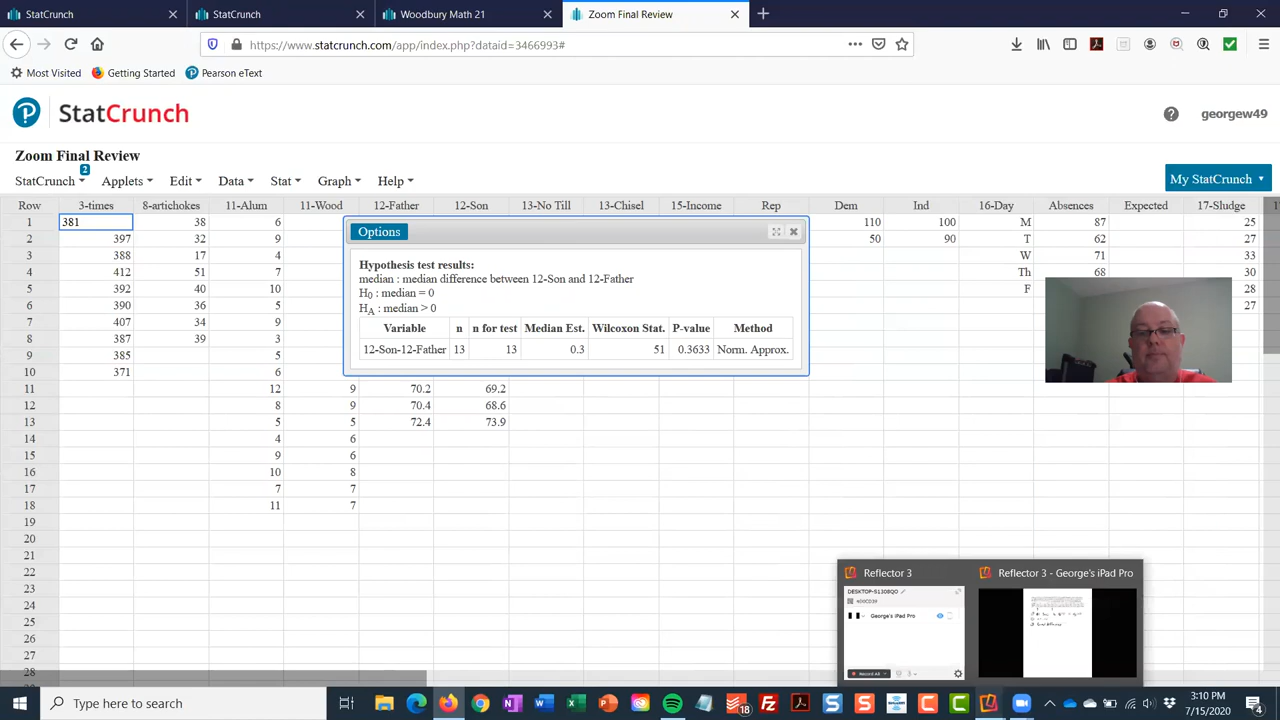 StatCrunch
StatCrunch
Woodbury Math 21
Zoom Final Review
https://www.statcrunch.com/app/index.php?dataid=3466993#
Most Visited Getting Started Pearson eText
StatCrunch
georgew49
Zoom Final Review
2
StatCrunch Applets Edit Data Stat Graph Help
My StatCrunch
Row 3-times 8-artichokes 11-Alum 11-Wood 12-Father 12-Son 13-No Till 13-Chisel 15-Income Rep Dem Ind 16-Day Absences Expected 17-Sludge
1 381 38 6 110 100 M 87 25
2 397 32 9 50 90 T 62 27
3 388 17 4 W 71 33
4 412 51 7 Th 68 30
5 392 40 10 F 28
6 390 36 5 27
7 407 34 9
8 387 39 3
9 385 5
10 371 6
11 12 9 70.2 69.2
12 8 9 70.4 68.6
13 5 5 72.4 73.9
14 4 6
15 9 6
16 10 8
17 7 7
18 11 7
19
20
21
22
23
24
25
26
27
28
Options
Hypothesis test results:
median : median difference between 12-Son and 12-Father
H0 : median = 0
HA : median > 0
Variable n n for test Median Est. Wilcoxon Stat. P-value Method
12-Son-12-Father 13 13 0.3 51 0.3633 Norm. Approx.
Reflector 3
Reflector 3 - George's iPad Pro
George's iPad Pro
Type here to search
18
3:10 PM
7/15/2020
4